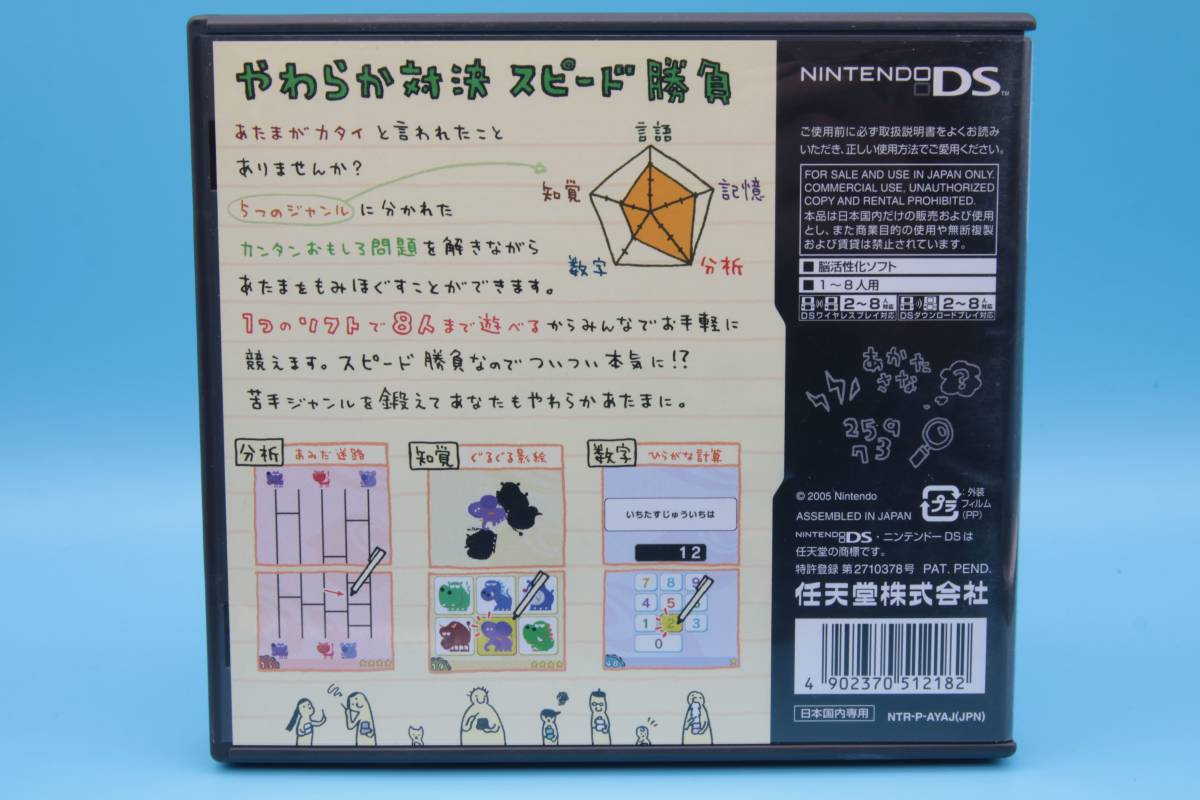 やわらか対決 スピード勝負
あたまがカタイと言われたこと
ありませんか?
5つのジャンルに分かれた
カンタンおもしろ問題を解きながら
あたまをもみほぐすことができます。
1つのソフトで8人まで遊べるからみんなでお手軽に
競えます。スピード勝負なのでついつい本気に!?
苦手ジャンルを鍛えてあなたもやわらかあたまに。
言語
知覚
記憶
数字
分析
分析
あみだ迷路
知覚
ぐるぐる影絵
数字
ひらがな計算
いちたすじゅういちは
12
7 8 9
4 5 6
1 2 3
0
NINTENDO DS™
ご使用前に必ず取扱説明書をよくお読み
いただき、正しい使用方法でご愛用ください。
FOR SALE AND USE IN JAPAN ONLY.
COMMERCIAL USE, UNAUTHORIZED
COPY AND RENTAL PROHIBITED.
本品は日本国内だけの販売および使用
とし、また商業目的の使用や無断複製
および賃貸は禁止されています。
■ 脳活性化ソフト
■ 1〜8人用
2〜8人対応
DSワイヤレスプレイ対応
2〜8人対応
DSダウンロードプレイ対応
あかた
さな
?
259
73
© 2005 Nintendo
ASSEMBLED IN JAPAN
プラ
:外装
フィルム
(PP)
NINTENDO DS・ニンテンドーDSは
任天堂の商標です。
特許登録 第2710378号 PAT. PEND.
任天堂株式会社
4 902370 512182
日本国内専用
NTR-P-AYAJ(JPN)